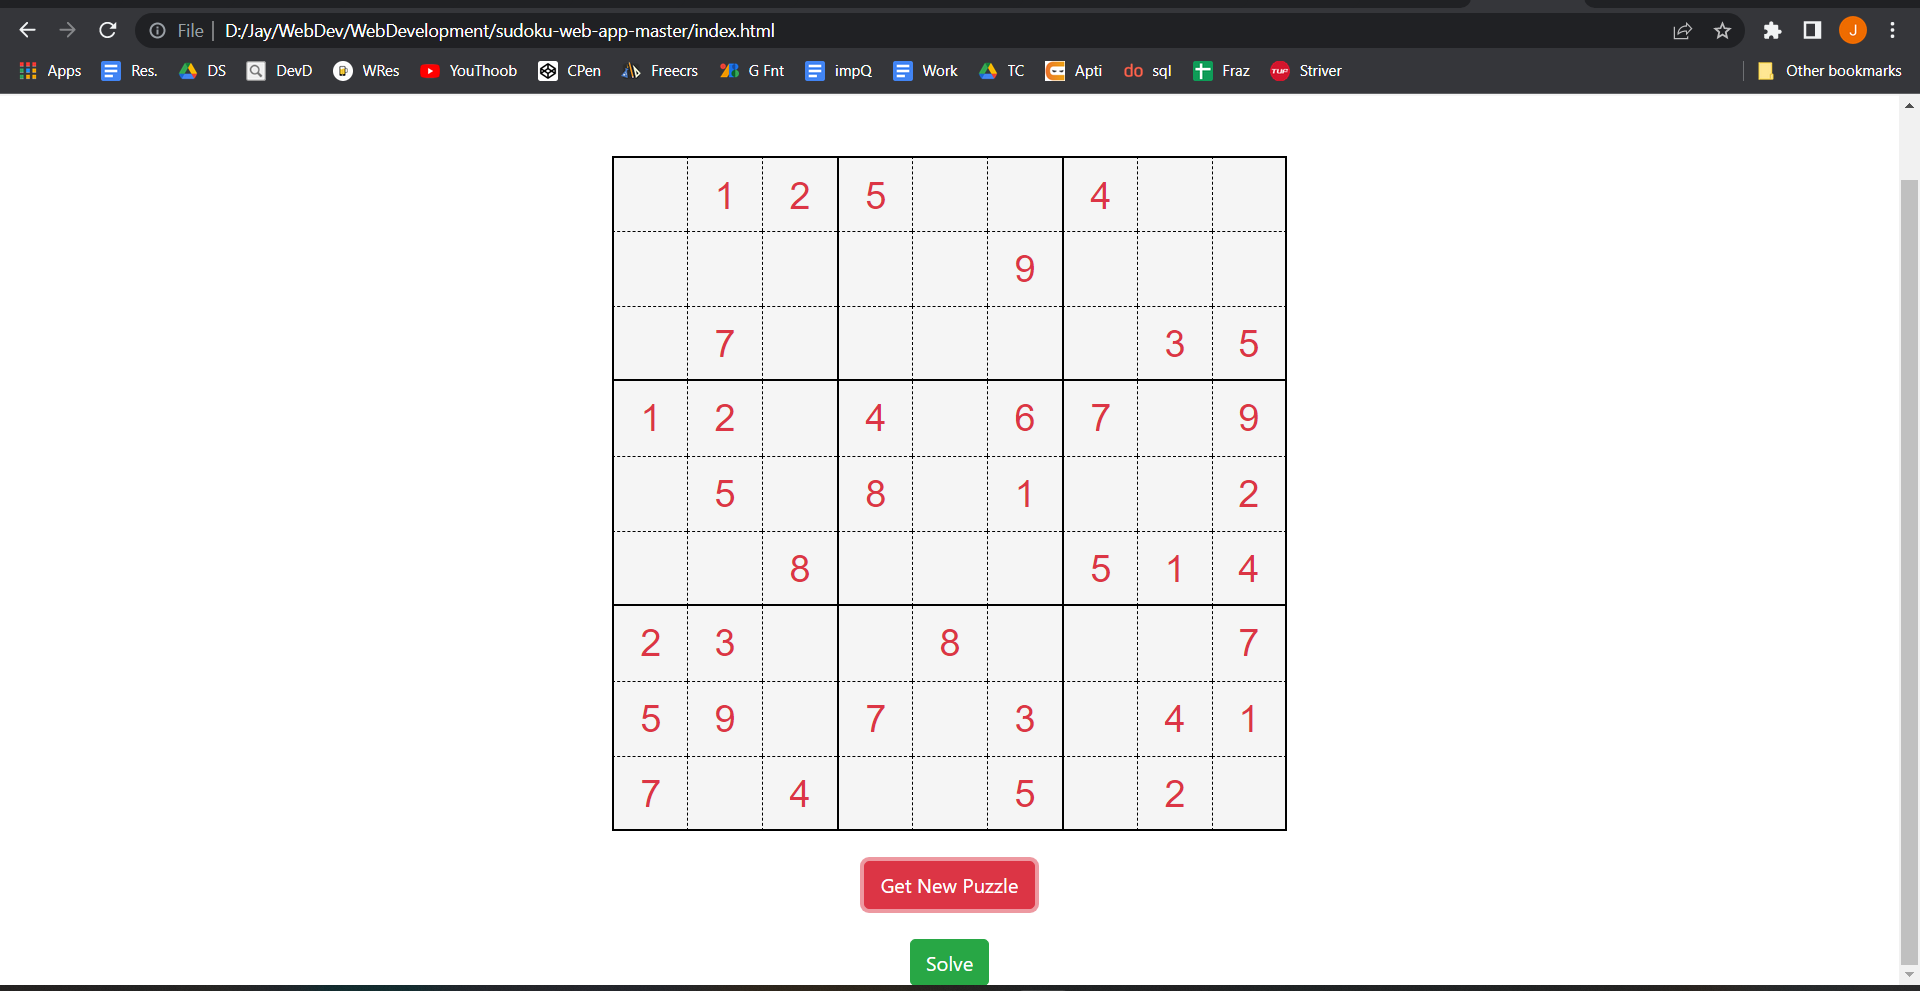 File | D:/Jay/WebDev/WebDevelopment/sudoku-web-app-master/index.html J
Apps Res. DS DevD WRes YouThoob CPen Freecrs G Fnt impQ Work TC Apti do sql Fraz TUF Striver Other bookmarks
1 2 5 4
9
7 3 5
1 2 4 6 7 9
5 8 1 2
8 5 1 4
2 3 8 7
5 9 7 3 4 1
7 4 5 2
Get New Puzzle
Solve